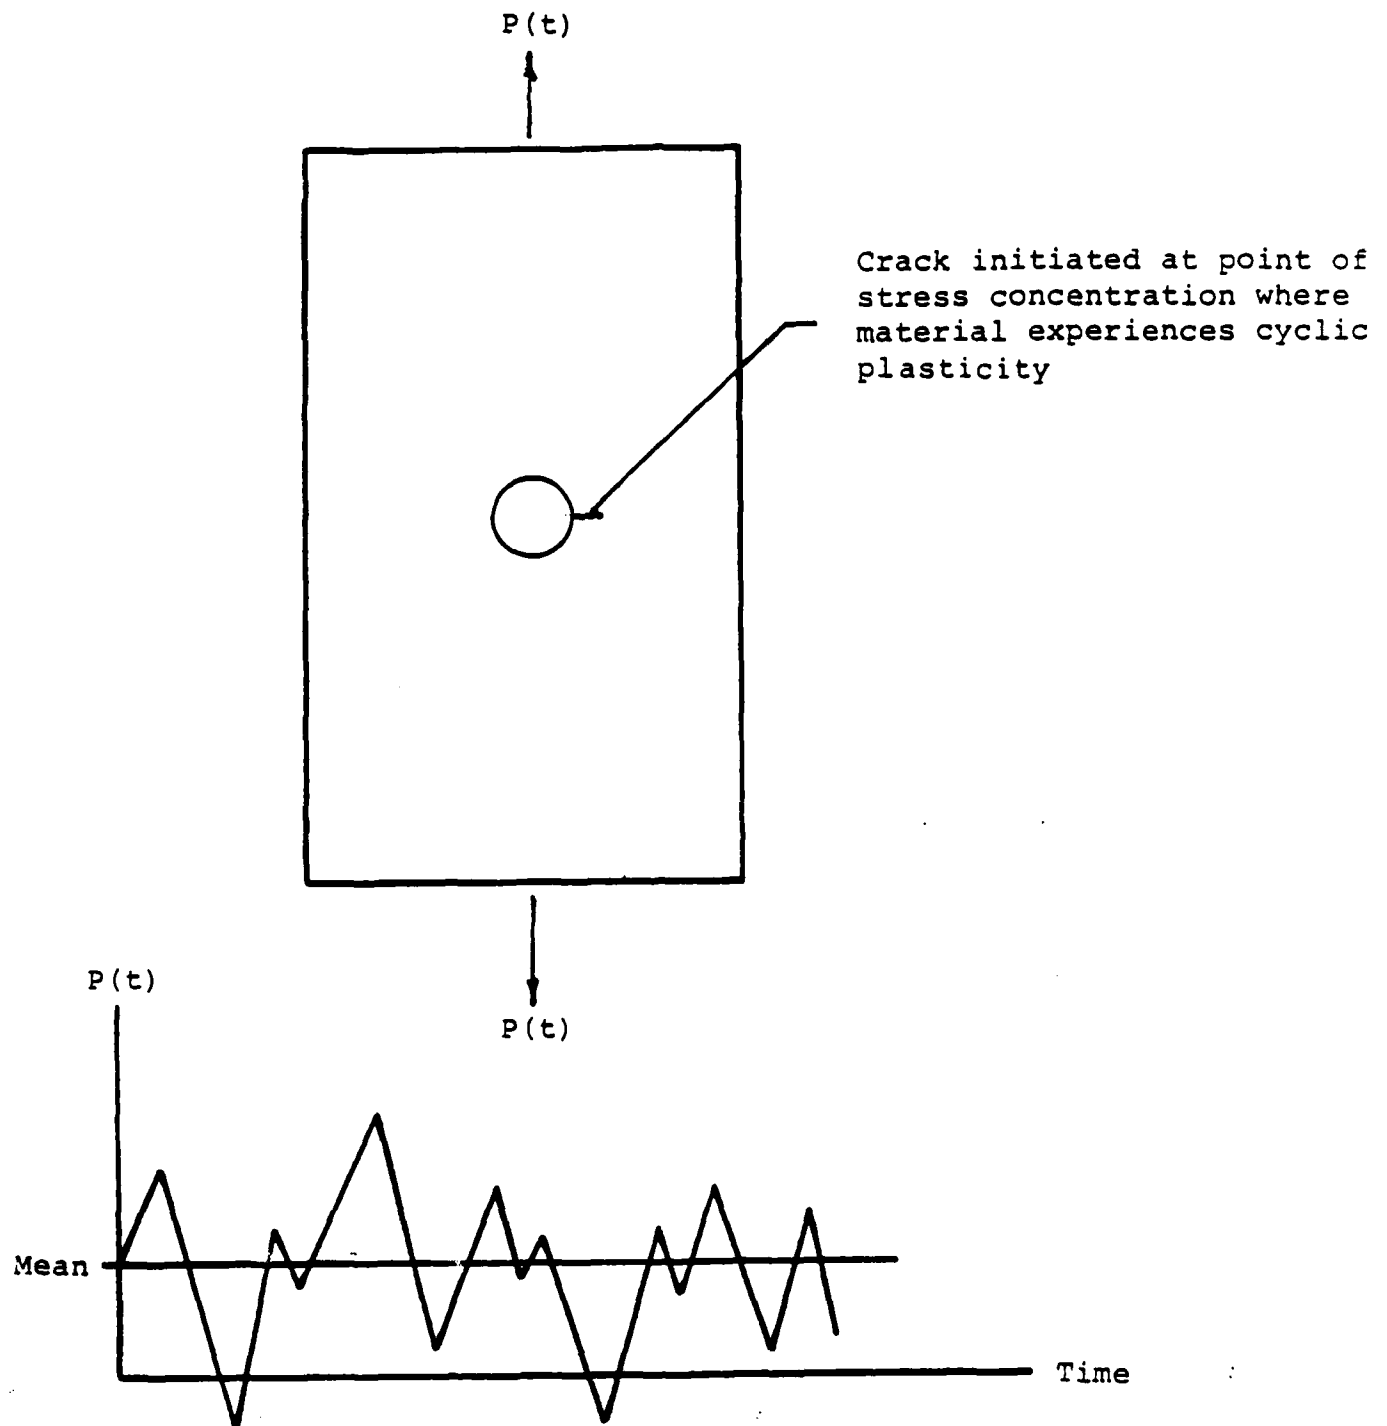 P(t)
Crack initiated at point of
stress concentration where
material experiences cyclic
plasticity
P(t)
P(t)
Mean
Time